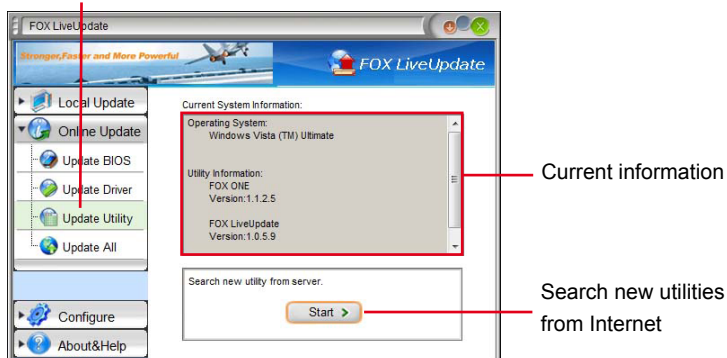 FOX LiveUpdate
Stronger,Faster and More Powerful
FOX LiveUpdate
Local Update
Online Update
Update BIOS
Update Driver
Update Utility
Update All
Configure
About&Help
Current System Information:
Operating System:
Windows Vista (TM) Ultimate
Utility Information:
FOX ONE
Version:1.1.2.5
FOX LiveUpdate
Version:1.0.5.9
Search new utility from server.
Start
Current information
Search new utilities
from Internet